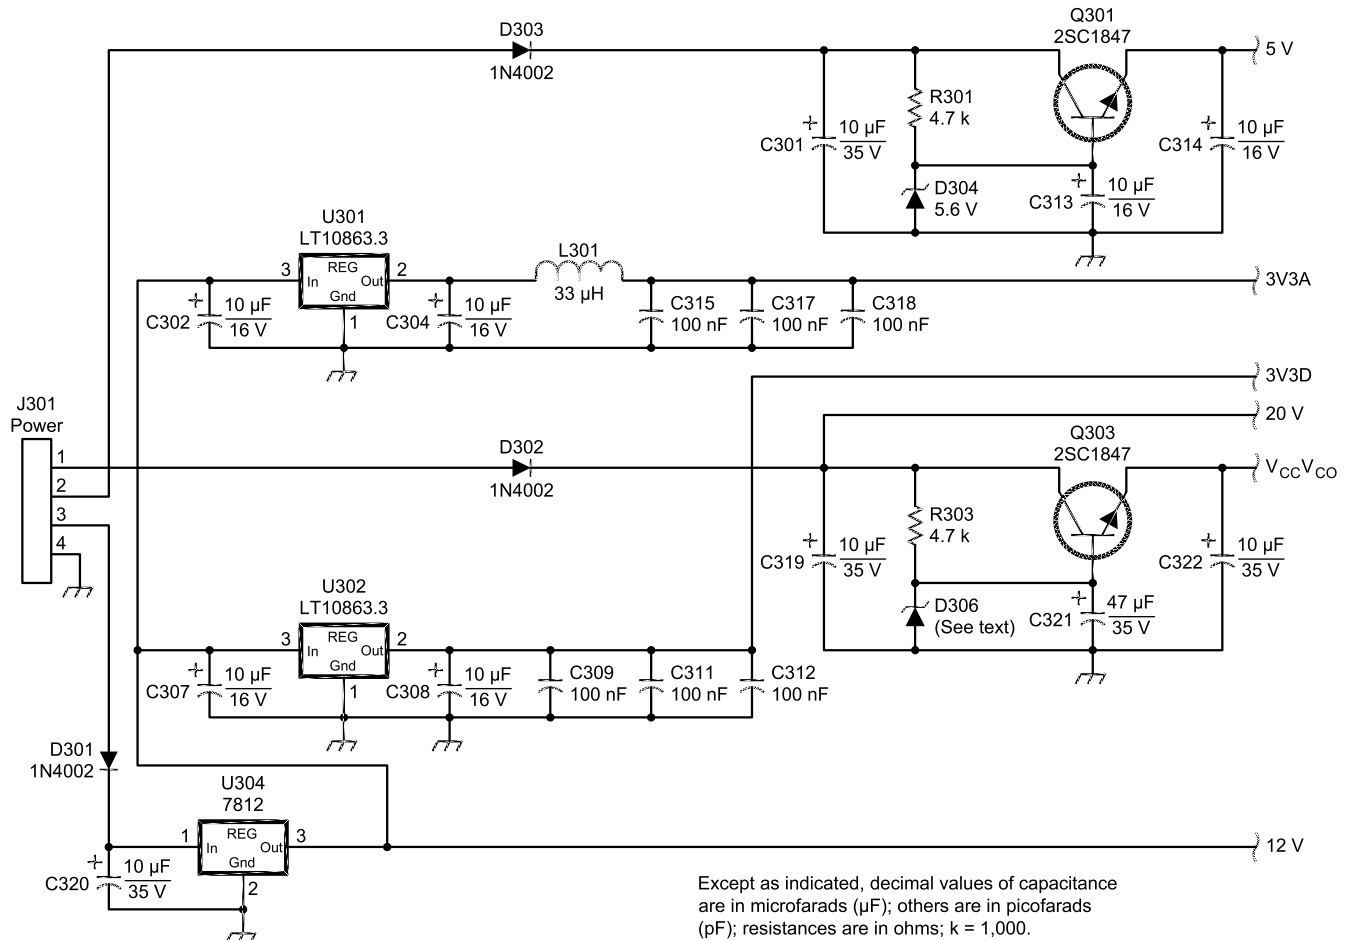 D303
1N4002
Q301
2SC1847
5 V
R301
4.7 k
+
C301
10 µF
35 V
D304
5.6 V
+
C313
10 µF
16 V
+
C314
10 µF
16 V
U301
LT10863.3
3
REG
In
Out
Gnd
2
1
L301
33 µH
3V3A
+
C302
10 µF
16 V
+
C304
10 µF
16 V
C315
100 nF
C317
100 nF
C318
100 nF
3V3D
20 V
J301
Power
1
2
3
4
D302
1N4002
Q303
2SC1847
VCCVCO
R303
4.7 k
+
C319
10 µF
35 V
D306
(See text)
+
C321
47 µF
35 V
+
C322
10 µF
35 V
U302
LT10863.3
3
REG
In
Out
Gnd
2
1
+
C307
10 µF
16 V
+
C308
10 µF
16 V
C309
100 nF
C311
100 nF
C312
100 nF
D301
1N4002
U304
7812
1
REG
In
Out
Gnd
3
2
12 V
+
C320
10 µF
35 V
Except as indicated, decimal values of capacitance
are in microfarads (µF); others are in picofarads
(pF); resistances are in ohms; k = 1,000.